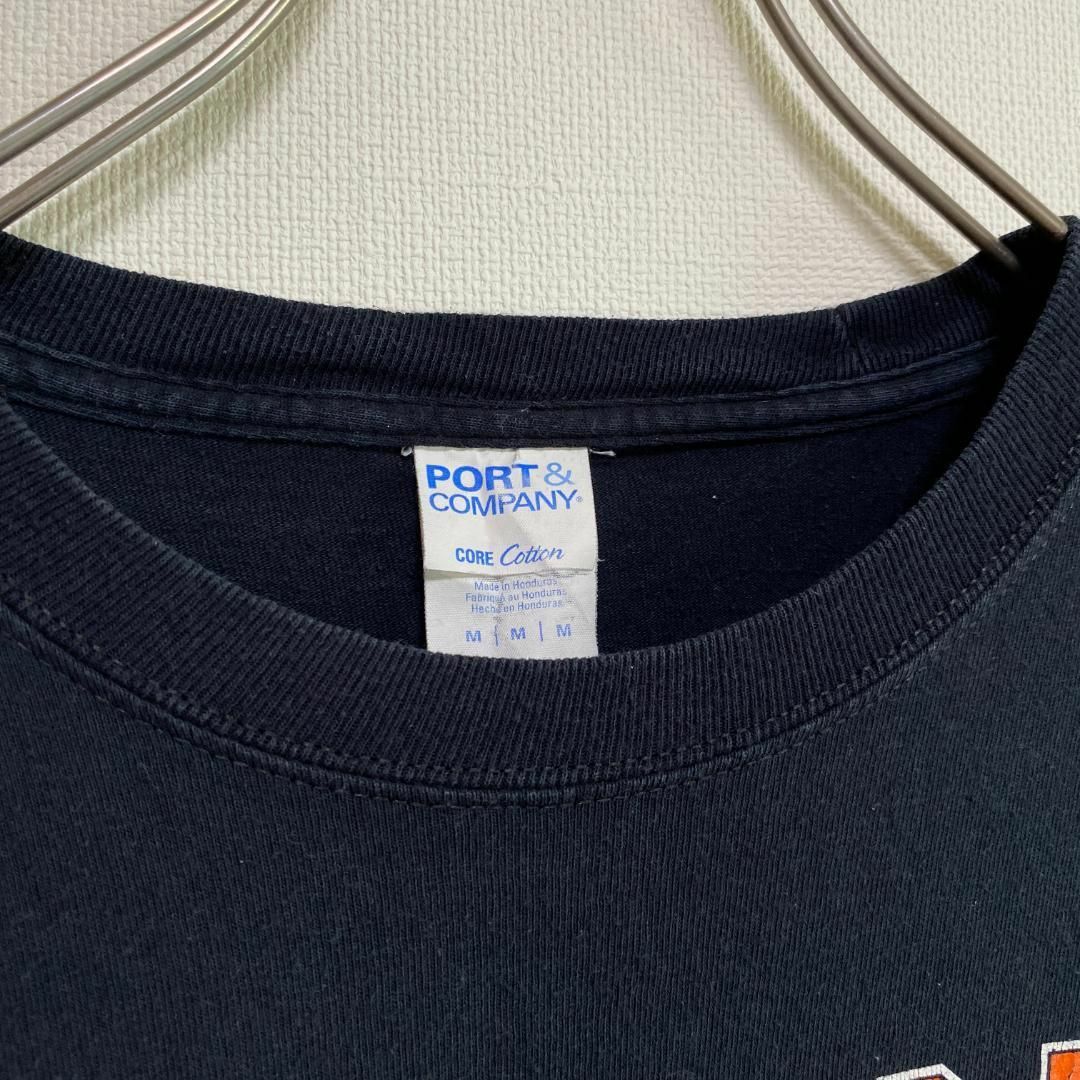 PORT &
COMPANY®
CORE Cotton
Made in Honduras
Fabriqué au Honduras
Hecho en Honduras
M | M | M